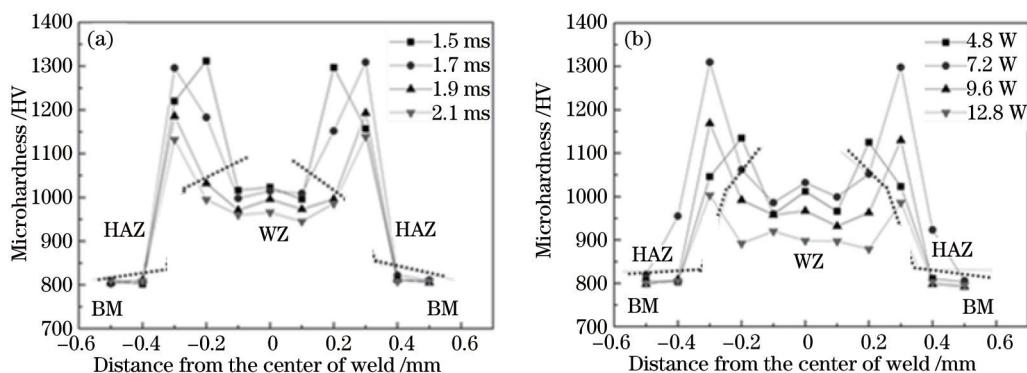 (a)
1.5 ms
1.7 ms
1.9 ms
2.1 ms
1400
1300
1200
1100
1000
900
800
700
Microhardness /HV
HAZ
WZ
HAZ
BM
BM
−0.6
−0.4
−0.2
0
0.2
0.4
0.6
Distance from the center of weld /mm
(b)
4.8 W
7.2 W
9.6 W
12.8 W
1400
1300
1200
1100
1000
900
800
700
Microhardness /HV
HAZ
WZ
HAZ
BM
BM
−0.6
−0.4
−0.2
0
0.2
0.4
0.6
Distance from the center of weld /mm